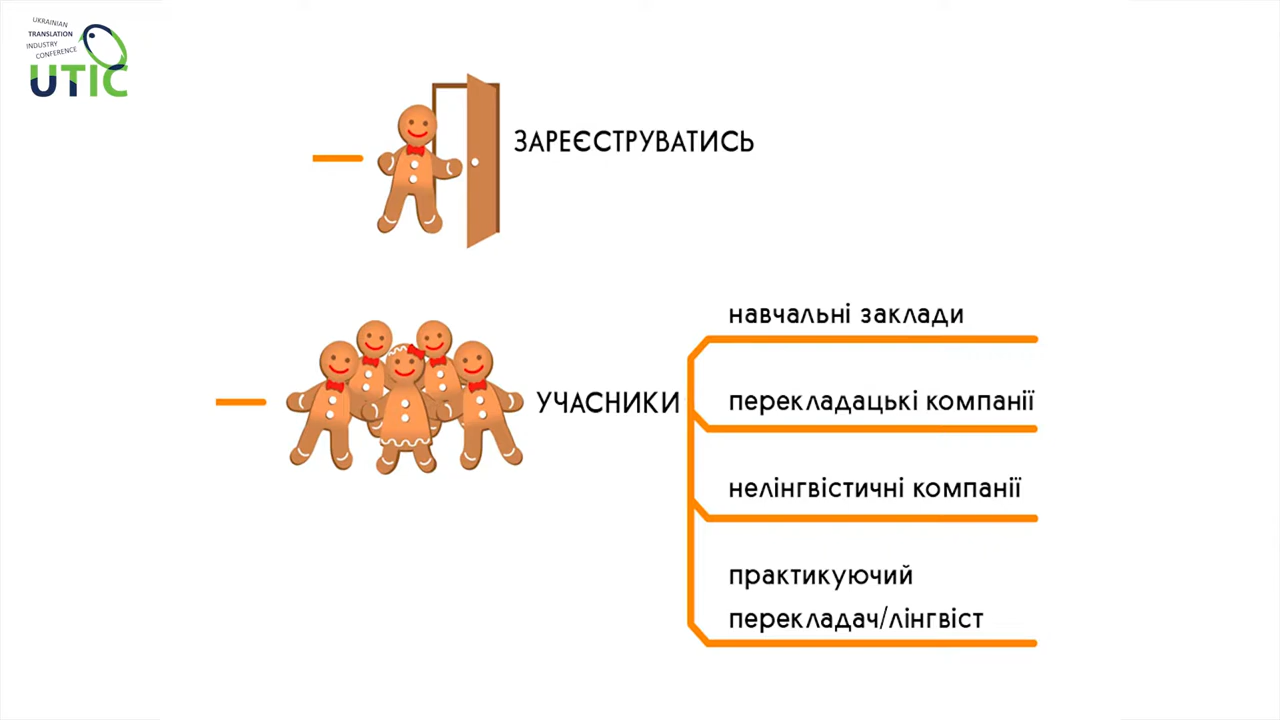 UKRAINIAN
TRANSLATION
INDUSTRY
CONFERENCE
UTIC
ЗАРЕЄСТРУВАТИСЬ
УЧАСНИКИ
навчальні заклади
перекладацькі компанії
нелінгвістичні компанії
практикуючий
перекладач/лінгвіст